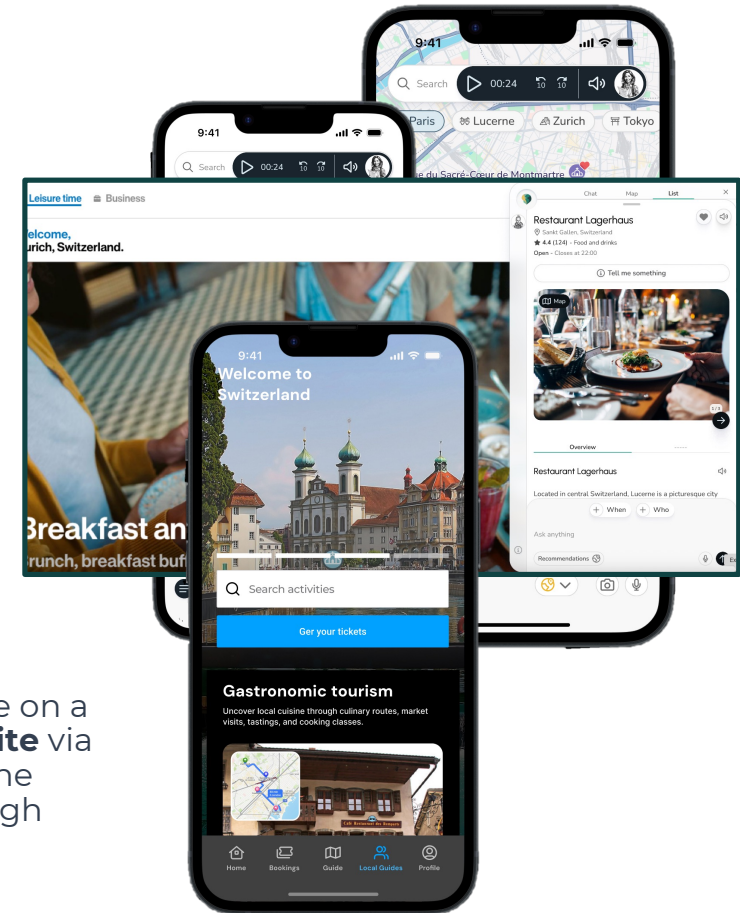 9:41
Search
00:24
10
10
Paris
Lucerne
Zurich
Tokyo
du Sacré-Cœur de Montmartre
9:41
Search
00:24
10
10
Leisure time
Business
elcome,
urich, Switzerland.
Breakfast an
runch, breakfast buf
Chat
Map
List
Restaurant Lagerhaus
Sankt Gallen, Switzerland
4.4 (124) - Food and drinks
Open - Closes at 22:00
Tell me something
Map
1/3
Overview
Restaurant Lagerhaus
Located in central Switzerland, Lucerne is a picturesque city
+ When
+ Who
Ask anything
Recommendations
9:41
Welcome to
Switzerland
Search activities
Ger your tickets
Gastronomic tourism
Uncover local cuisine through culinary routes, market
visits, tastings, and cooking classes.
Home
Bookings
Guide
Local Guides
Profile
e on a
ite via
ne
gh